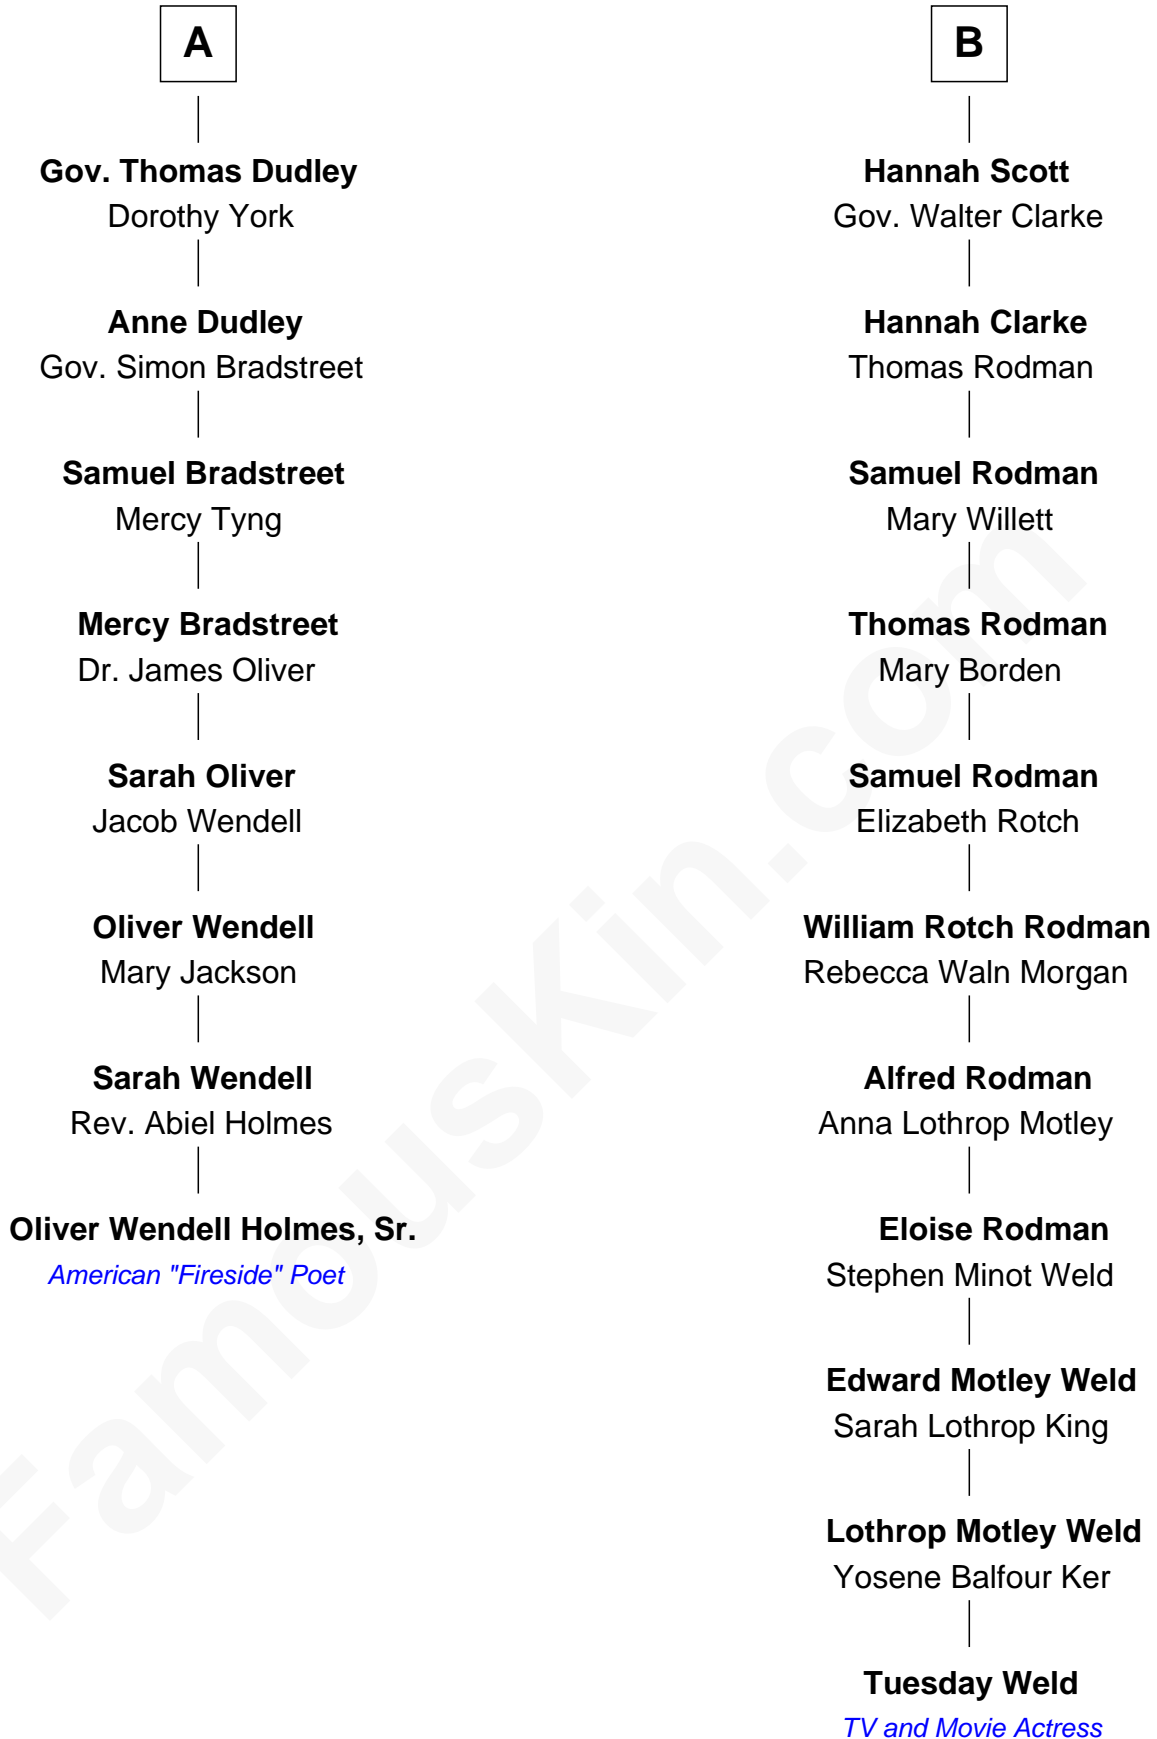 A
Gov. Thomas Dudley
Dorothy York
Anne Dudley
Gov. Simon Bradstreet
Samuel Bradstreet
Mercy Tyng
Mercy Bradstreet
Dr. James Oliver
Sarah Oliver
Jacob Wendell
Oliver Wendell
Mary Jackson
Sarah Wendell
Rev. Abiel Holmes
Oliver Wendell Holmes, Sr.
American "Fireside" Poet
B
Hannah Scott
Gov. Walter Clarke
Hannah Clarke
Thomas Rodman
Samuel Rodman
Mary Willett
Thomas Rodman
Mary Borden
Samuel Rodman
Elizabeth Rotch
William Rotch Rodman
Rebecca Waln Morgan
Alfred Rodman
Anna Lothrop Motley
Eloise Rodman
Stephen Minot Weld
Edward Motley Weld
Sarah Lothrop King
Lothrop Motley Weld
Yosene Balfour Ker
Tuesday Weld
TV and Movie Actress
FamousKin.com